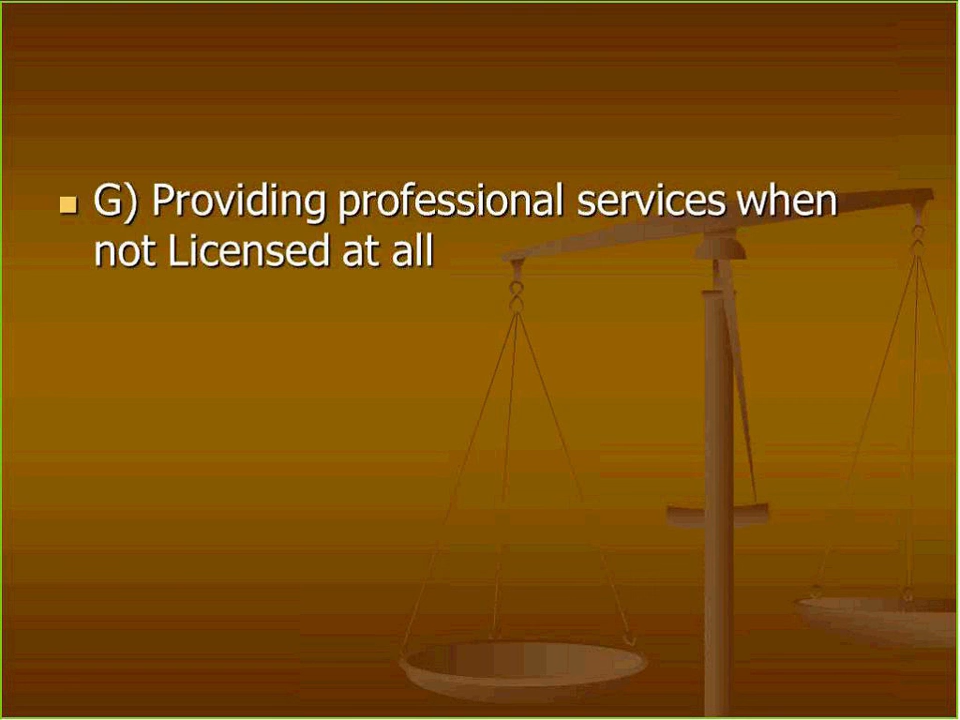 G) Providing professional services when
not Licensed at all